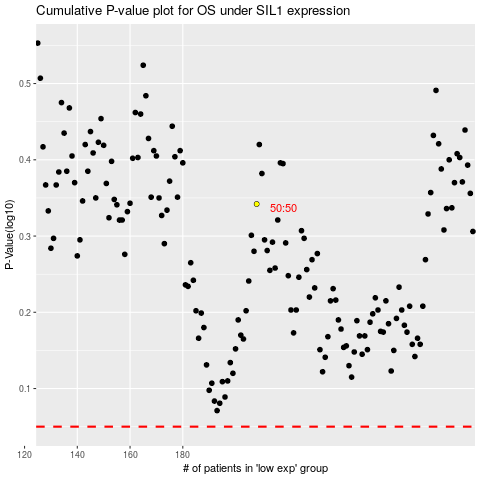 Cumulative P-value plot for OS under SIL1 expression
P-Value(log10)
0.5
0.4
0.3
0.2
0.1
50:50
120 140 160 180
# of patients in 'low exp' group